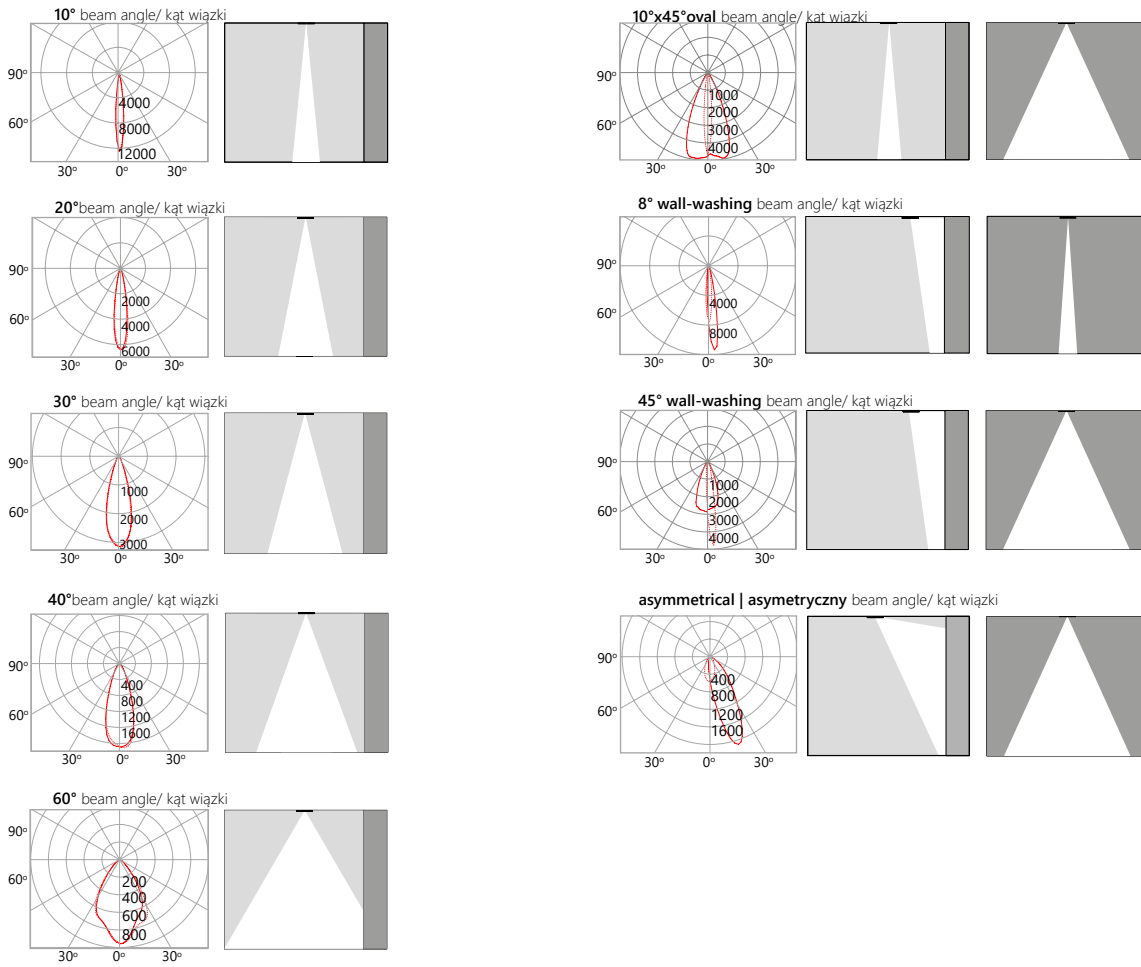 10° beam angle/ kąt wiązki
90°
60°
4000
8000
12000
30° 0° 30°
20°beam angle/ kąt wiązki
90°
60°
2000
4000
6000
30° 0° 30°
30° beam angle/ kąt wiązki
90°
60°
1000
2000
3000
30° 0° 30°
40°beam angle/ kąt wiązki
90°
60°
400
800
1200
1600
30° 0° 30°
60° beam angle/ kąt wiązki
90°
60°
200
400
600
800
30° 0° 30°
10°x45°oval beam angle/ kąt wiązki
90°
60°
1000
2000
3000
4000
30° 0° 30°
8° wall-washing beam angle/ kąt wiązki
90°
60°
4000
8000
30° 0° 30°
45° wall-washing beam angle/ kąt wiązki
90°
60°
1000
2000
3000
4000
30° 0° 30°
asymmetrical | asymetryczny beam angle/ kąt wiązki
90°
60°
400
800
1200
1600
30° 0° 30°